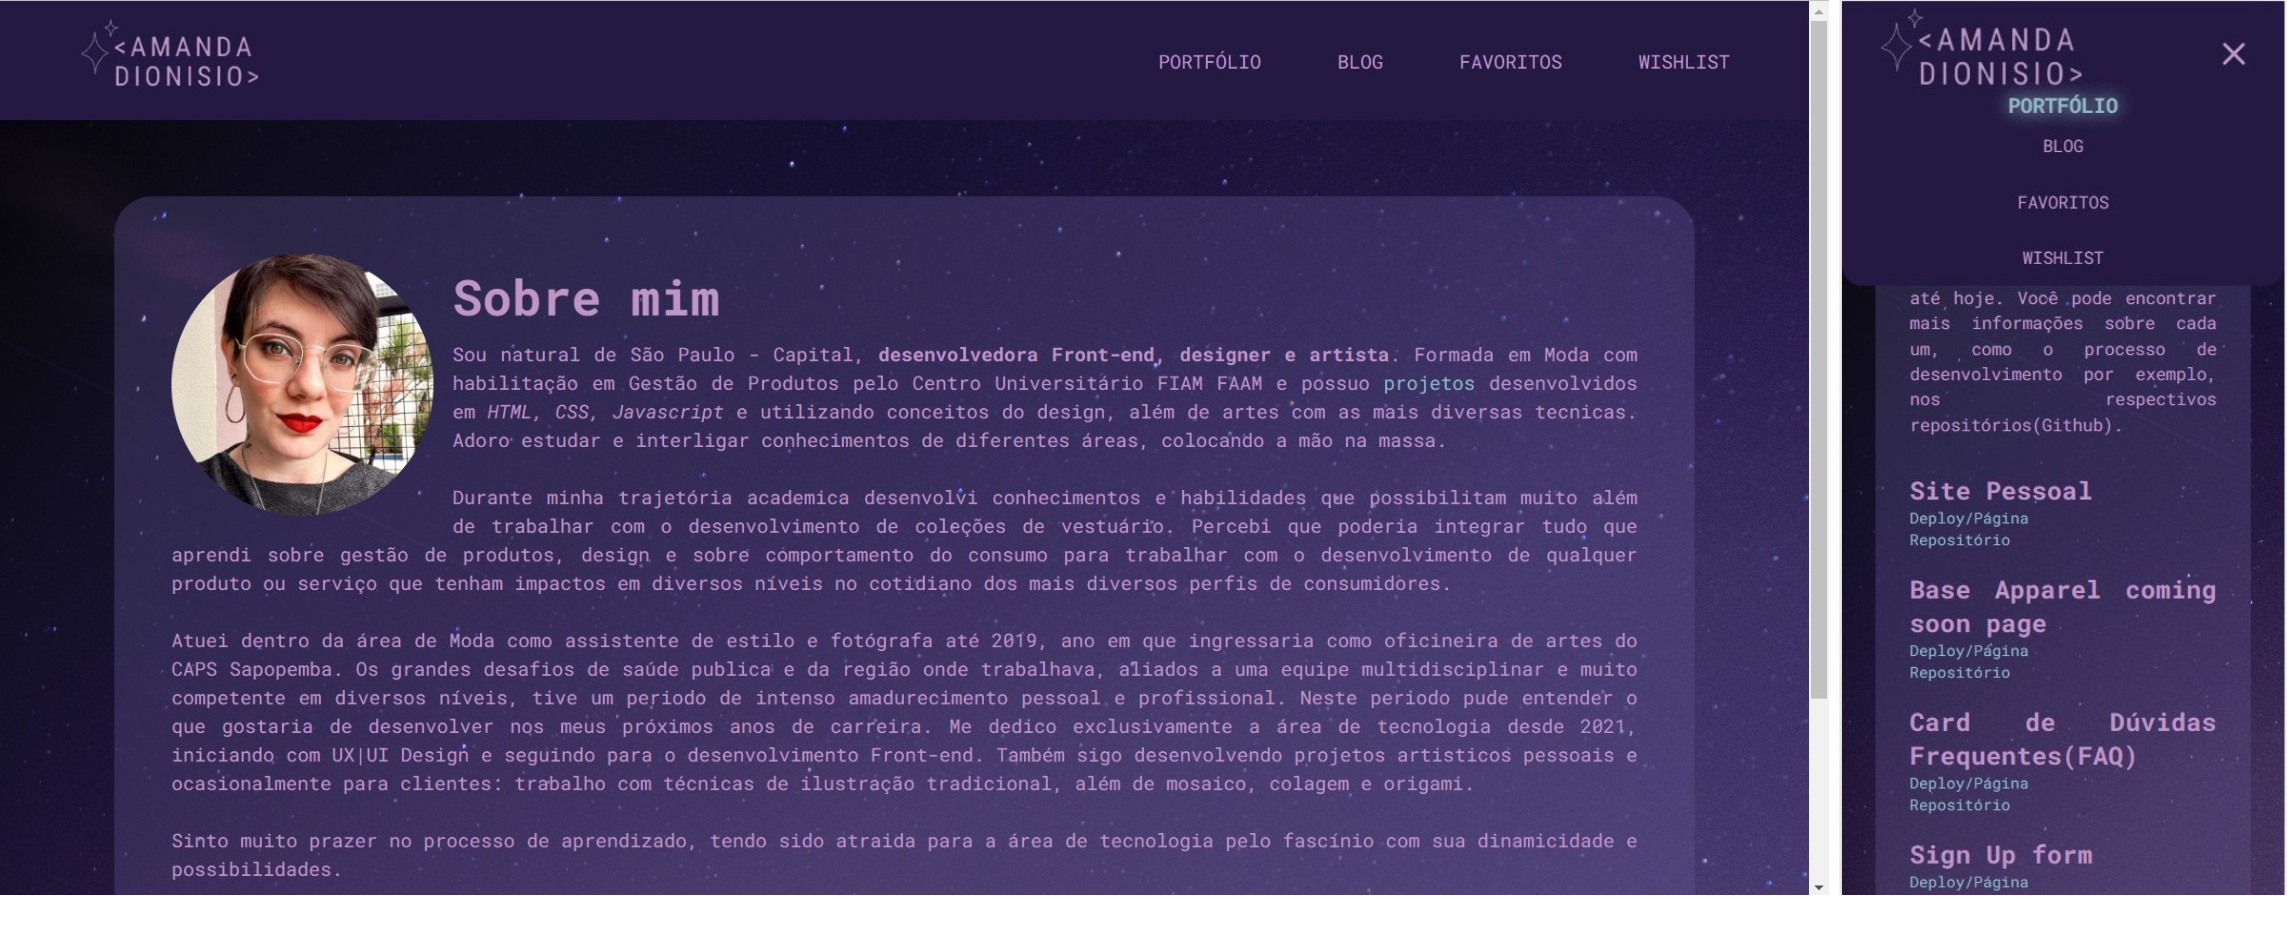 <AMANDA
DIONISIO>
PORTFÓLIO
BLOG
FAVORITOS
WISHLIST
Sobre mim
Sou natural de São Paulo - Capital, desenvolvedora Front-end, designer e artista. Formada em Moda com
habilitação em Gestão de Produtos pelo Centro Universitário FIAM FAAM e possuo projetos desenvolvidos
em HTML, CSS, Javascript e utilizando conceitos do design, além de artes com as mais diversas tecnicas.
Adoro estudar e interligar conhecimentos de diferentes áreas, colocando a mão na massa.
Durante minha trajetória academica desenvolvi conhecimentos e habilidades que possibilitam muito além
de trabalhar com o desenvolvimento de coleções de vestuário. Percebi que poderia integrar tudo que
aprendi sobre gestão de produtos, design e sobre comportamento do consumo para trabalhar com o desenvolvimento de qualquer
produto ou serviço que tenham impactos em diversos níveis no cotidiano dos mais diversos perfis de consumidores.
Atuei dentro da área de Moda como assistente de estilo e fotógrafa até 2019, ano em que ingressaria como oficineira de artes do
CAPS Sapopemba. Os grandes desafios de saúde publica e da região onde trabalhava, aliados a uma equipe multidisciplinar e muito
competente em diversos níveis, tive um periodo de intenso amadurecimento pessoal e profissional. Neste periodo pude entender o
que gostaria de desenvolver nos meus próximos anos de carreira. Me dedico exclusivamente a área de tecnologia desde 2021,
iniciando com UX|UI Design e seguindo para o desenvolvimento Front-end. Também sigo desenvolvendo projetos artisticos pessoais e
ocasionalmente para clientes: trabalho com técnicas de ilustração tradicional, além de mosaico, colagem e origami.
Sinto muito prazer no processo de aprendizado, tendo sido atraida para a área de tecnologia pelo fascínio com sua dinamicidade e
possibilidades.
<AMANDA
DIONISIO>
PORTFÓLIO
BLOG
FAVORITOS
WISHLIST
até hoje. Você pode encontrar
mais informações sobre cada
um, como o processo de
desenvolvimento por exemplo,
nos respectivos
repositórios(Github).
Site Pessoal
Deploy/Página
Repositório
Base Apparel coming
soon page
Deploy/Página
Repositório
Card de Dúvidas
Frequentes(FAQ)
Deploy/Página
Repositório
Sign Up form
Deploy/Página